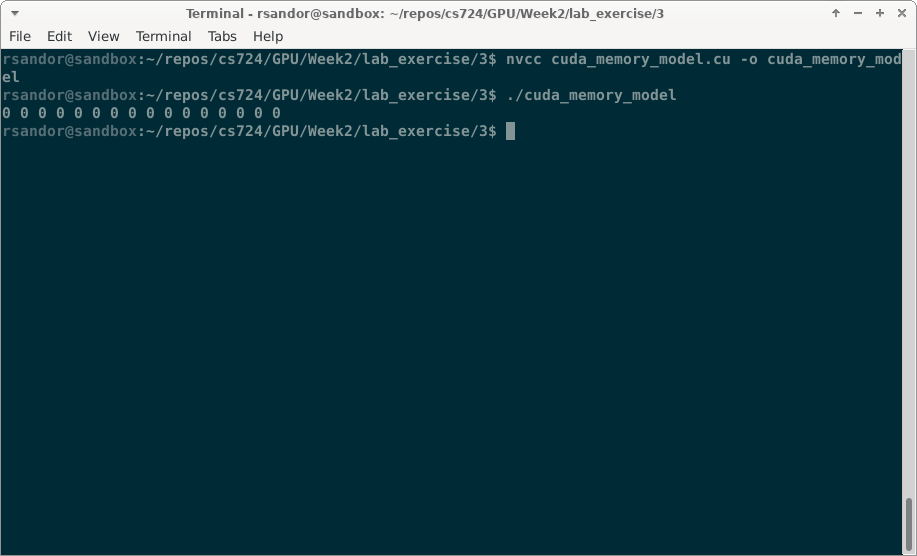 Terminal - rsandor@sandbox: ~/repos/cs724/GPU/Week2/lab_exercise/3
File Edit View Terminal Tabs Help
rsandor@sandbox:~/repos/cs724/GPU/Week2/lab_exercise/3$ nvcc cuda_memory_model.cu -o cuda_memory_mod
el
rsandor@sandbox:~/repos/cs724/GPU/Week2/lab_exercise/3$ ./cuda_memory_model
0 0 0 0 0 0 0 0 0 0 0 0 0 0 0 0
rsandor@sandbox:~/repos/cs724/GPU/Week2/lab_exercise/3$